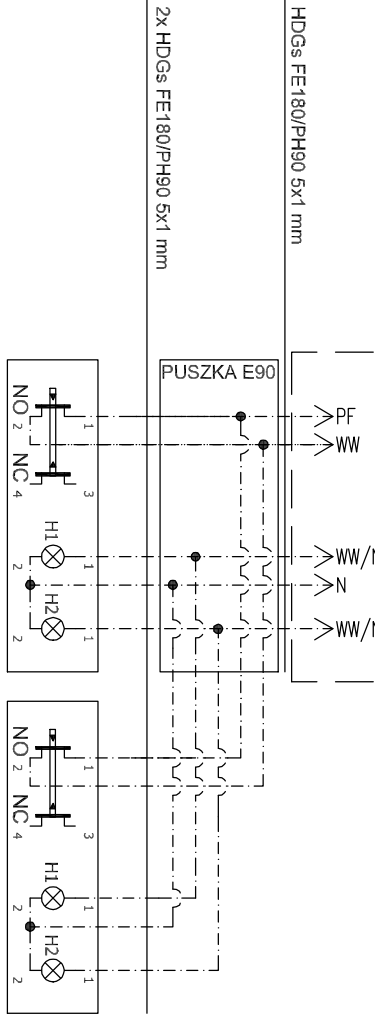 HDGs FE180/PH90 5x1 mm
2x HDGs FE180/PH90 5x1 mm
PUSZKA E90
PF
WW
WW/N
N
WW/N
NO
1
2
NC
3
4
H1
1
2
H2
1
2
NO
1
2
NC
3
4
H1
1
2
H2
1
2